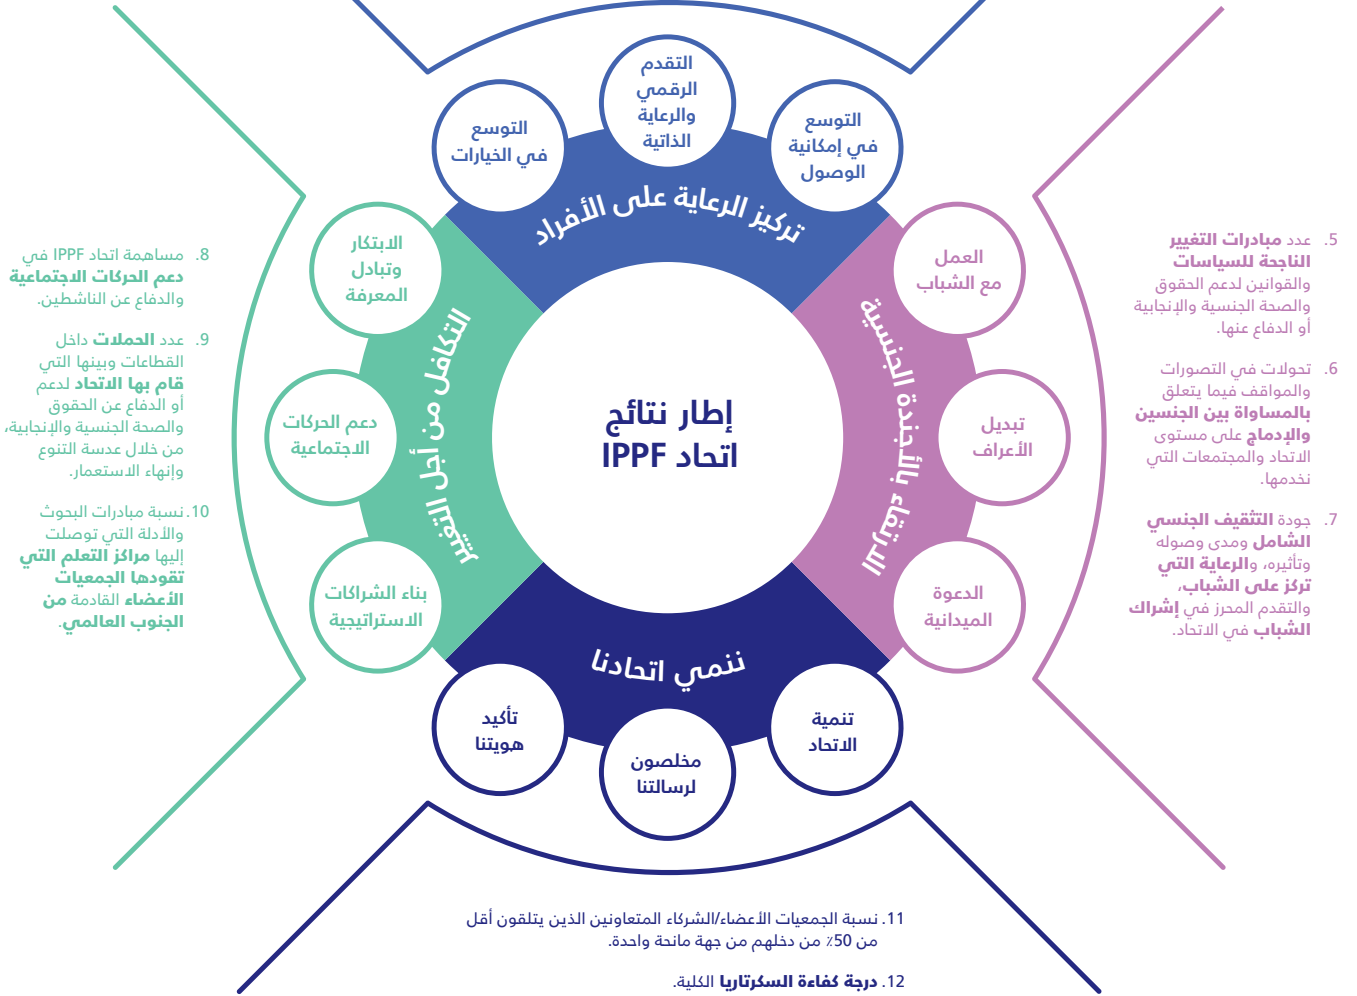 التقدم
الرقمي
والرعاية
الذاتية
التوسع
في إمكانية
الوصول
التوسع
في الخيارات
تركيز الرعاية على الأفراد
العمل
مع الشباب
تبديل
الأعراف
الدعوة
الميدانية
الارتقاء بالأجندة الجنسية
5. عدد مبادرات التغيير
الناجحة للسياسات
والقوانين لدعم الحقوق
والصحة الجنسية والإنجابية
أو الدفاع عنها.
6. تحولات في التصورات
والمواقف فيما يتعلق
بالمساواة بين الجنسين
والإدماج على مستوى
الاتحاد والمجتمعات التي
نخدمها.
7. جودة التثقيف الجنسي
الشامل ومدى وصوله
وتأثيره، والرعاية التي
تركز على الشباب،
والتقدم المحرز في إشراك
الشباب في الاتحاد.
إطار نتائج
اتحاد IPPF
الابتكار
وتبادل
المعرفة
دعم الحركات
الاجتماعية
بناء الشراكات
الاستراتيجية
التكافل من أجل التغيير
8. مساهمة اتحاد IPPF في
دعم الحركات الاجتماعية
والدفاع عن الناشطين.
9. عدد الحملات داخل
القطاعات وبينها التي
قام بها الاتحاد لدعم
أو الدفاع عن الحقوق
والصحة الجنسية والإنجابية،
من خلال عدسة التنوع
وإنهاء الاستعمار.
10. نسبة مبادرات البحوث
والأدلة التي توصلت
إليها مراكز التعلم التي
تقودها الجمعيات
الأعضاء القادمة من
الجنوب العالمي.
ننمي اتحادنا
تنمية
الاتحاد
مخلصون
لرسالتنا
تأكيد
هويتنا
11. نسبة الجمعيات الأعضاء/الشركاء المتعاونين الذين يتلقون أقل
من 50٪ من دخلهم من جهة مانحة واحدة.
12. درجة كفاءة السكرتاريا الكلية.